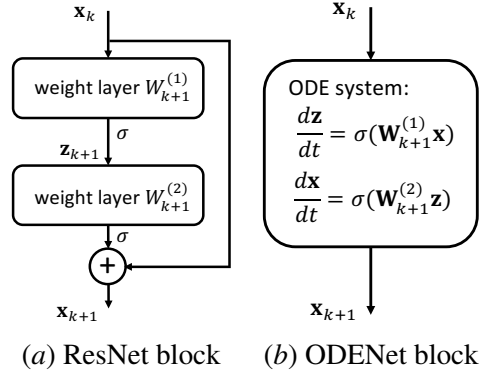 x_k
weight layer W_{k+1}^{(1)}
σ
z_{k+1}
weight layer W_{k+1}^{(2)}
σ
+
x_{k+1}
(a) ResNet block
x_k
ODE system:
dz/dt = σ(W_{k+1}^{(1)} x)
dx/dt = σ(W_{k+1}^{(2)} z)
x_{k+1}
(b) ODENet block